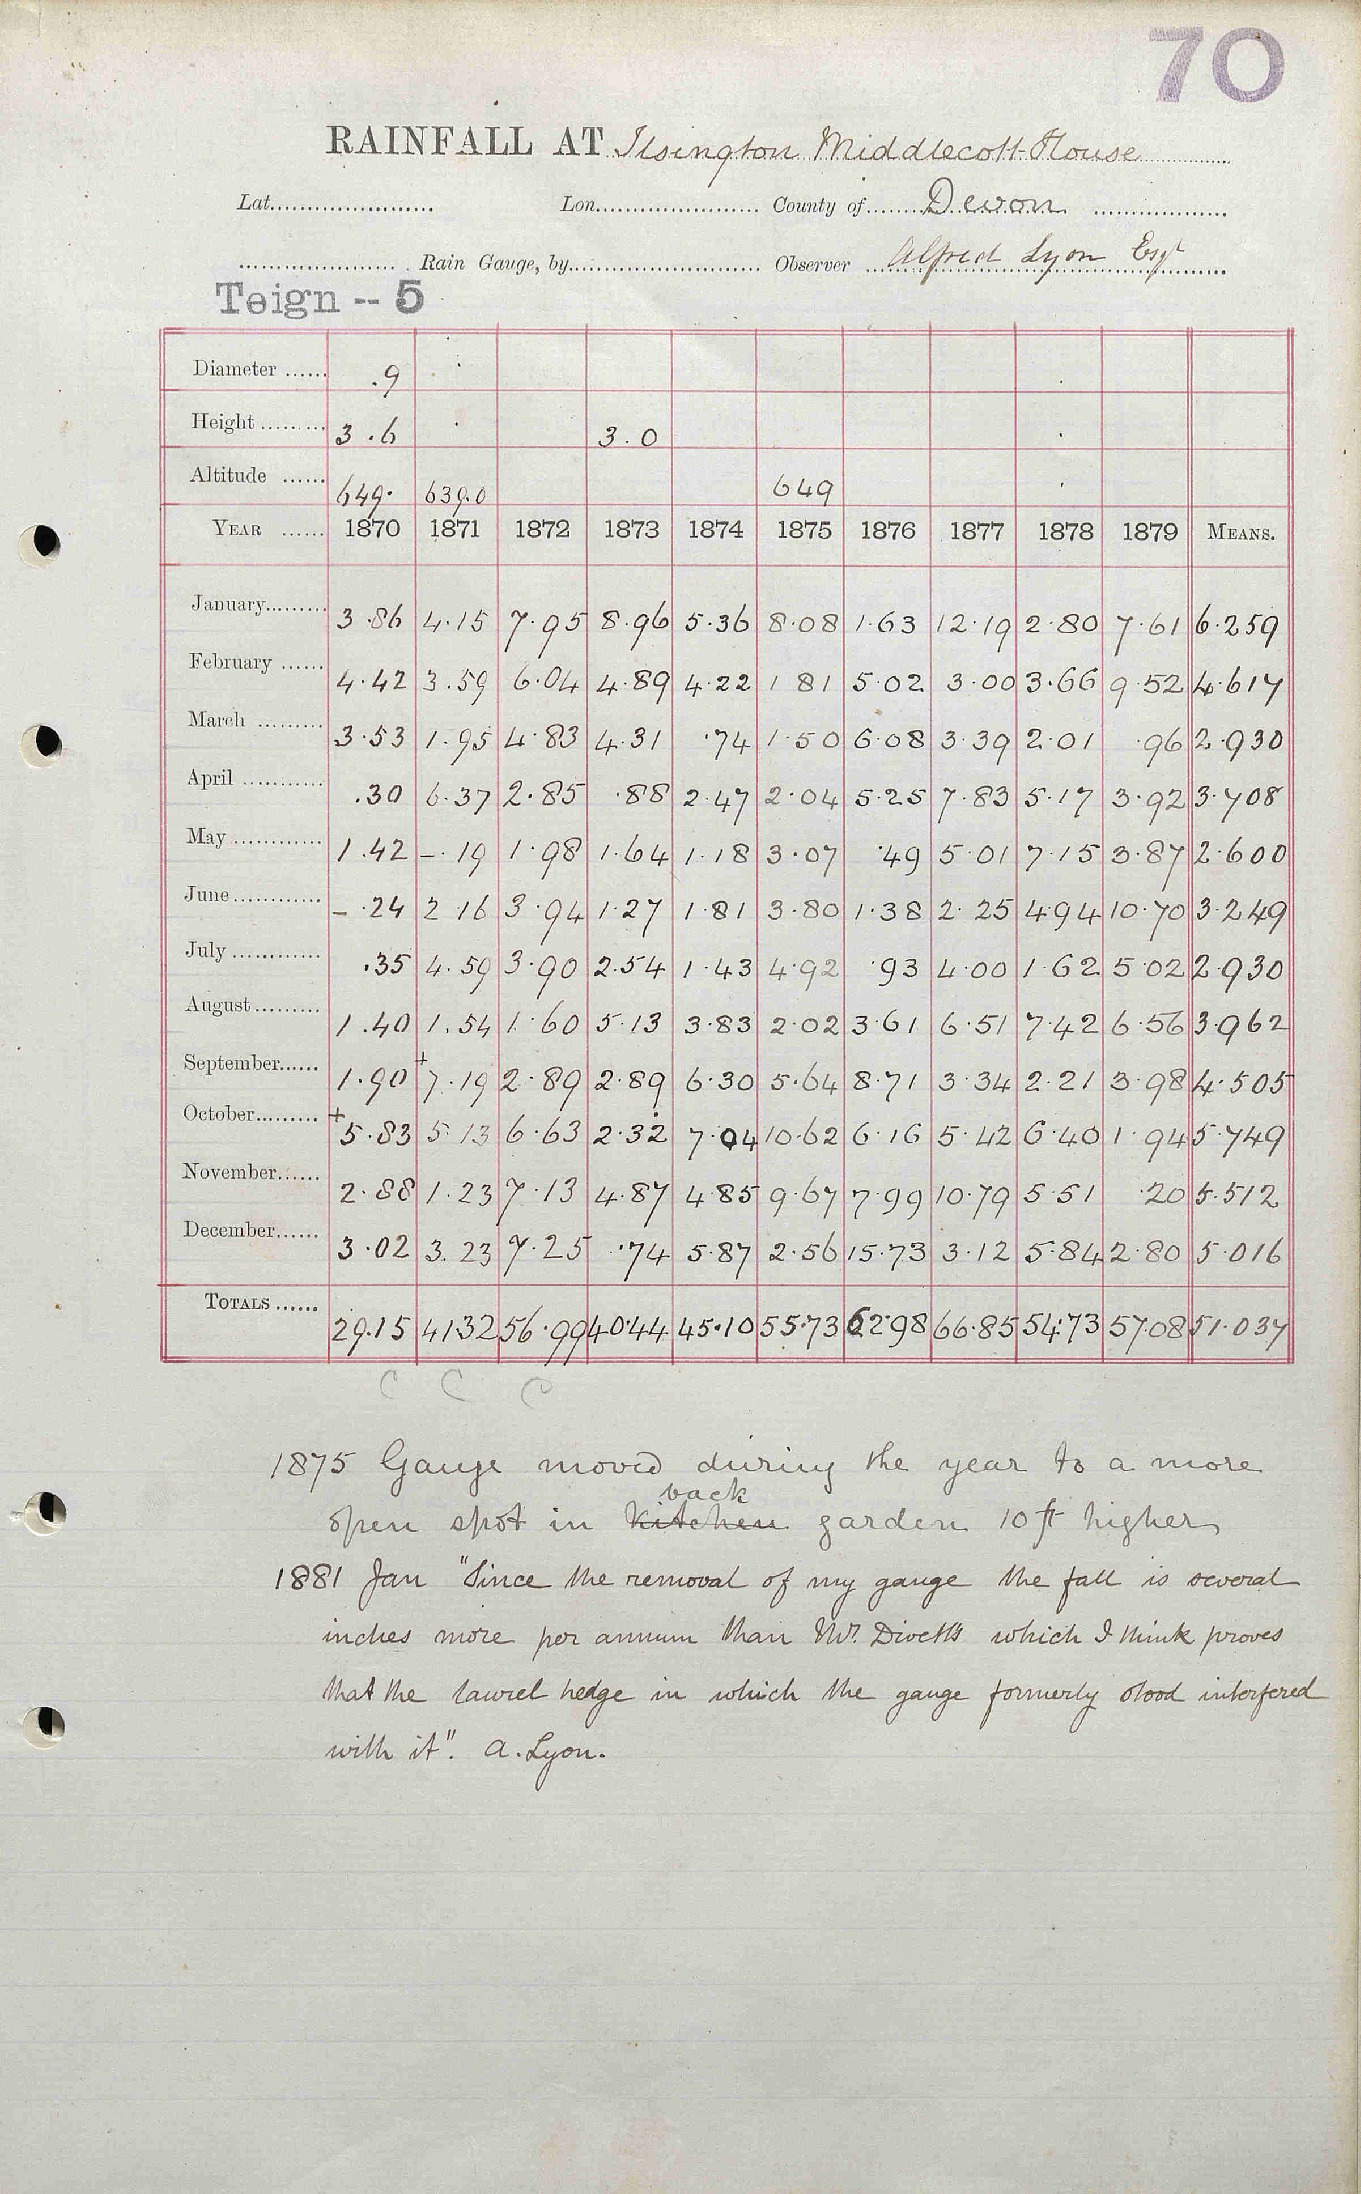 70
RAINFALL AT Ilsington Middlecott House
Lat. Lon. County of Devon
Rain Gauge, by Observer Alfred Lyon Esqr
Teign -- 5
Diameter .9
Height 3.6 3.0
Altitude 649. 639.0 649
YEAR 1870 1871 1872 1873 1874 1875 1876 1877 1878 1879 MEANS.
January 3.86 4.15 7.95 8.96 5.36 8.08 1.63 12.19 2.80 7.61 6.259
February 4.42 3.59 6.04 4.89 4.22 1 81 5.02 3.00 3.66 9.52 4.617
March 3.53 1.95 4.83 4.31 .74 1.50 6.08 3.39 2.01 .96 2.930
April .30 6.37 2.85 .88 2.47 2.04 5.25 7.83 5.17 3.92 3.708
May 1.42 -.19 1.98 1.64 1.18 3.07 .49 5.01 7.15 3.87 2.600
June -.24 2 16 3.94 1.27 1.81 3.80 1.38 2.25 4.94 10.70 3.249
July .35 4.59 3.90 2.54 1.43 4.92 .93 4.00 1.62 5.02 2.930
August 1.40 1.54 1.60 5.13 3.83 2.02 3.61 6.51 7.42 6.56 3.962
September 1.90 +7.19 2.89 2.89 6.30 5.64 8.71 3.34 2.21 3.98 4.505
October +5.83 5.13 6.63 2.32 7.04 10.62 6.16 5.42 6.40 1.94 5.749
November 2.88 1.23 7.13 4.87 4.85 9.67 7.99 10.79 5.51 .20 5.512
December 3.02 3.23 7.25 .74 5.87 2.56 15.73 3.12 5.84 2.80 5.016
TOTALS 29.15 41.32 56.99 40.44 45.10 55.73 62.98 66.85 54.73 57.08 51.037
C C C
1875 Gauge moved during the year to a more
back
open spot in kitchen garden 10 ft higher
1881 Jan "Since the removal of my gauge the fall is several
inches more per annum than Mr. Divett's which I think proves
that the laurel hedge in which the gauge formerly stood interfered
with it". A. Lyon.